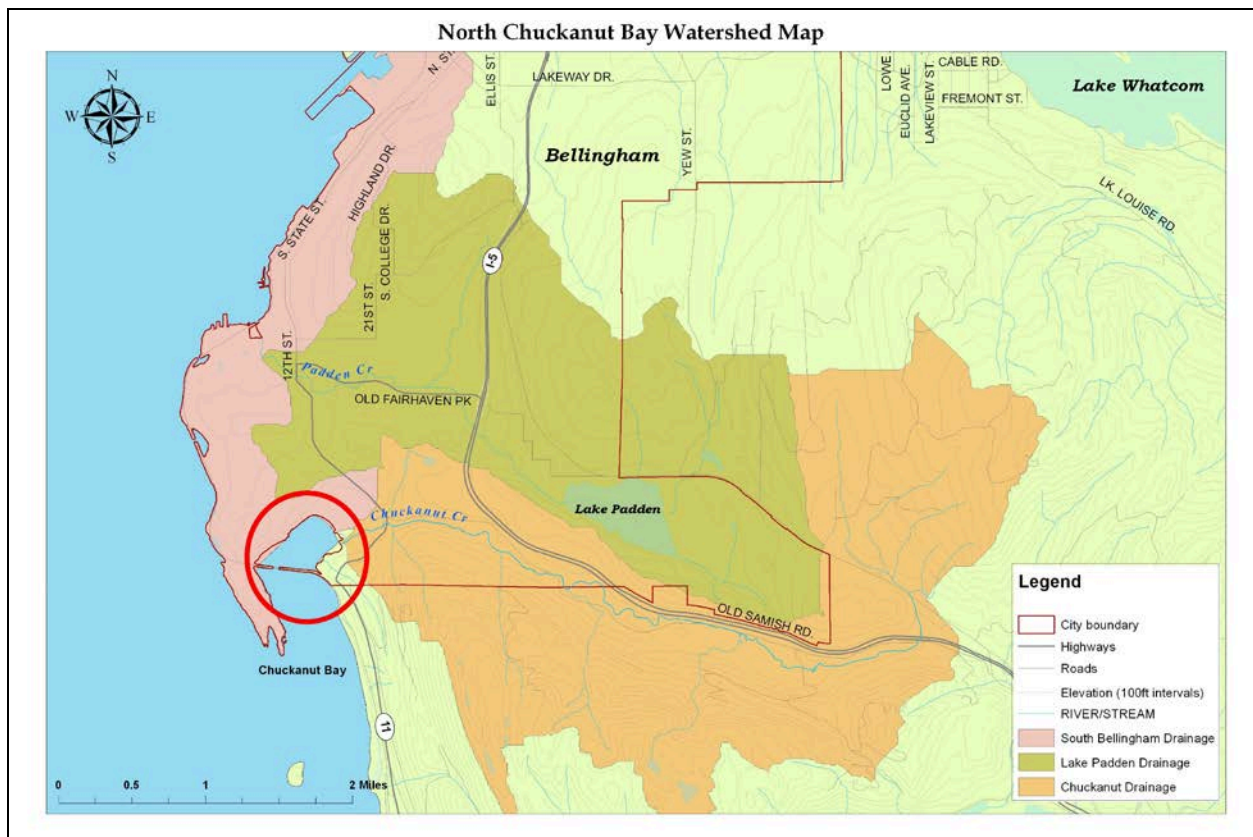 North Chuckanut Bay Watershed Map
N
W E
S
N. ST
ELLIS ST.
LAKEWAY DR.
LOWE
EUCLID AVE.
LAKEVIEW ST.
CABLE RD.
FREMONT ST.
Lake Whatcom
Bellingham
YEW ST.
HIGHLAND DR.
S. STATE ST.
LK. LOUISE RD.
I-5
S. COLLEGE DR.
21ST ST.
12TH ST.
Padden Cr
OLD FAIRHAVEN PK
Lake Padden
Chuckanut Cr
OLD SAMISH RD.
Chuckanut Bay
11
0 0.5 1 2 Miles
Legend
City boundary
Highways
Roads
Elevation (100ft intervals)
RIVER/STREAM
South Bellingham Drainage
Lake Padden Drainage
Chuckanut Drainage